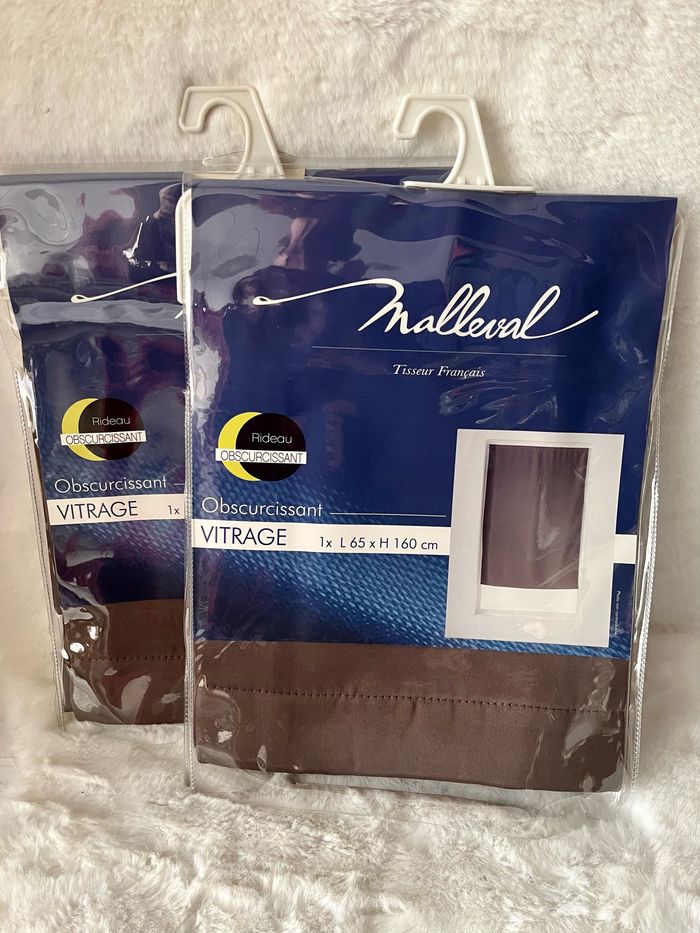 Malleval
Tisseur Français
Rideau
OBSCURCISSANT
Obscurcissant
VITRAGE 1x L 65 x H 160 cm
Rideau
OBSCURCISSANT
Obscurcissant
VITRAGE 1x